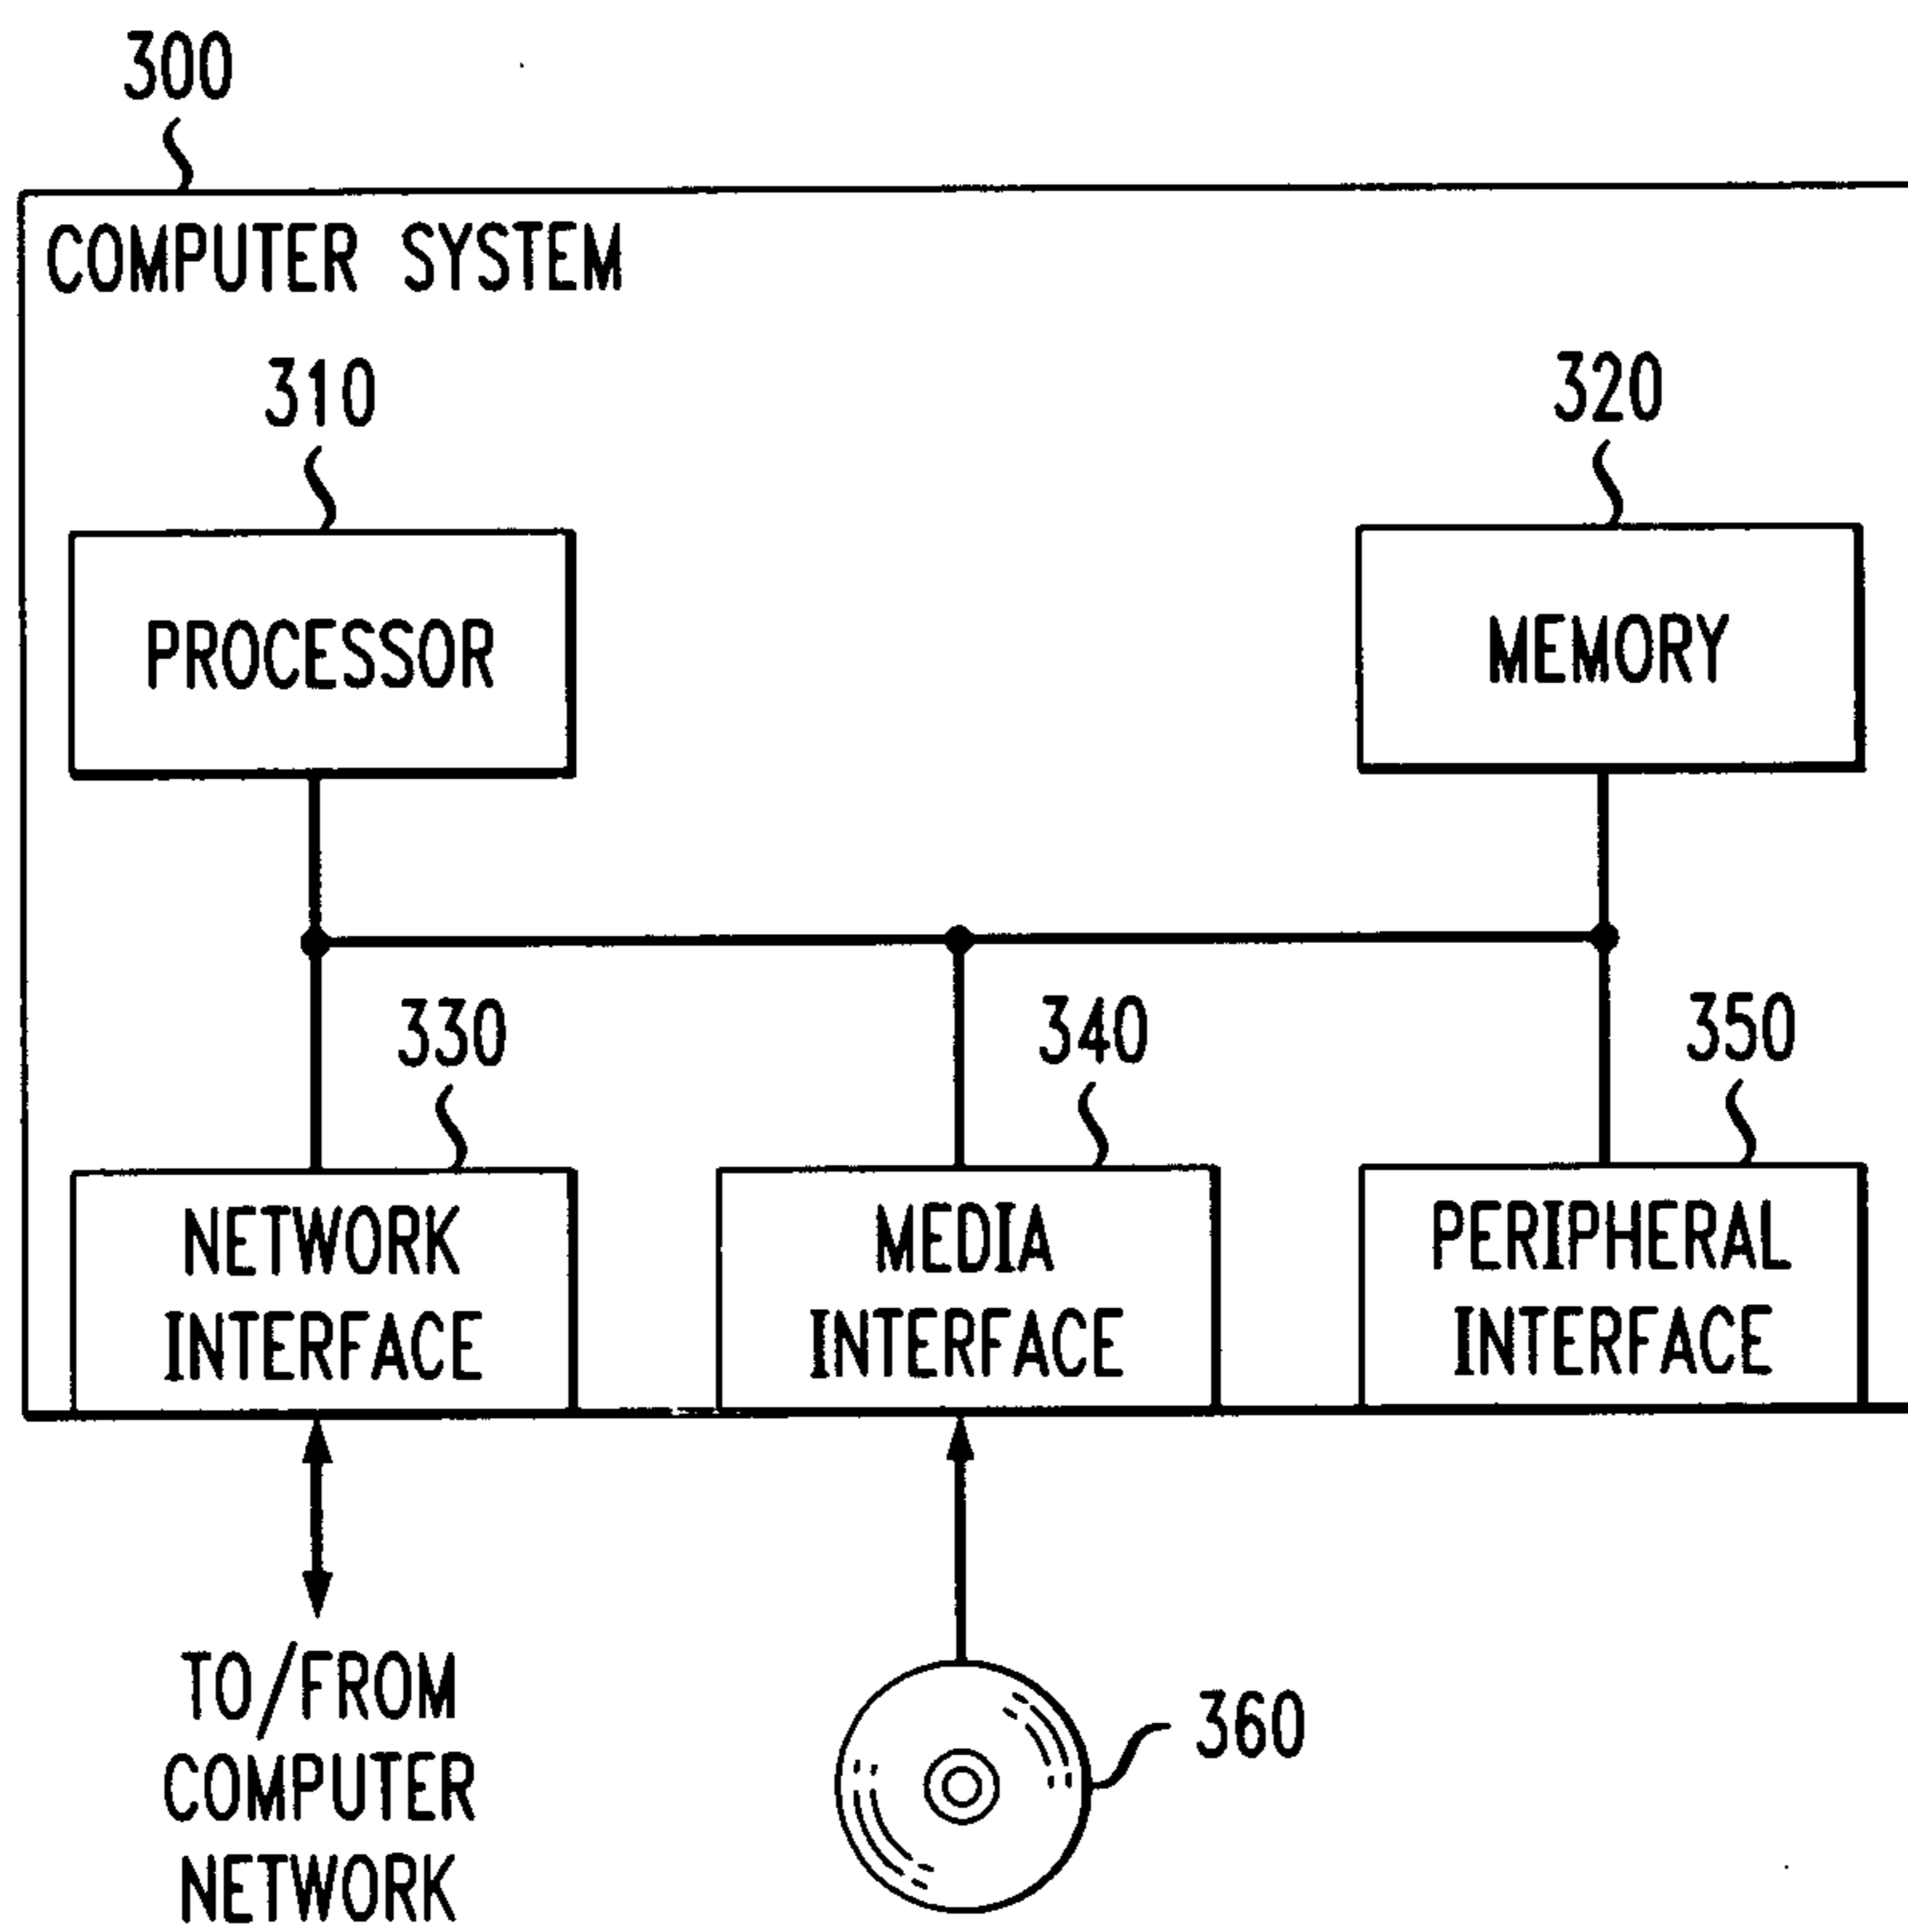 300
COMPUTER SYSTEM
310
320
PROCESSOR
MEMORY
330
340
350
NETWORK
INTERFACE
MEDIA
INTERFACE
PERIPHERAL
INTERFACE
TO/FROM
COMPUTER
NETWORK
360